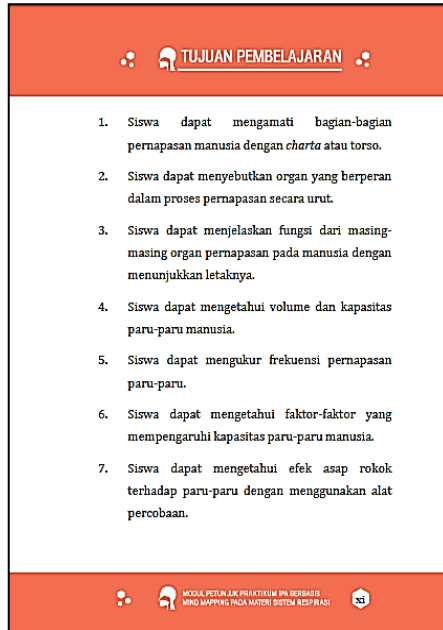 TUJUAN PEMBELAJARAN
1. Siswa dapat mengamati bagian-bagian
pernapasan manusia dengan charta atau torso.
2. Siswa dapat menyebutkan organ yang berperan
dalam proses pernapasan secara urut.
3. Siswa dapat menjelaskan fungsi dari masing-
masing organ pernapasan pada manusia dengan
menunjukkan letaknya.
4. Siswa dapat mengetahui volume dan kapasitas
paru-paru manusia.
5. Siswa dapat mengukur frekuensi pernapasan
paru-paru.
6. Siswa dapat mengetahui faktor-faktor yang
mempengaruhi kapasitas paru-paru manusia.
7. Siswa dapat mengetahui efek asap rokok
terhadap paru-paru dengan menggunakan alat
percobaan.
MODUL PETUNJUK PRAKTIKUM IPA BERBASIS
MIND MAPPING PADA MATERI SISTEM RESPIRASI
xi